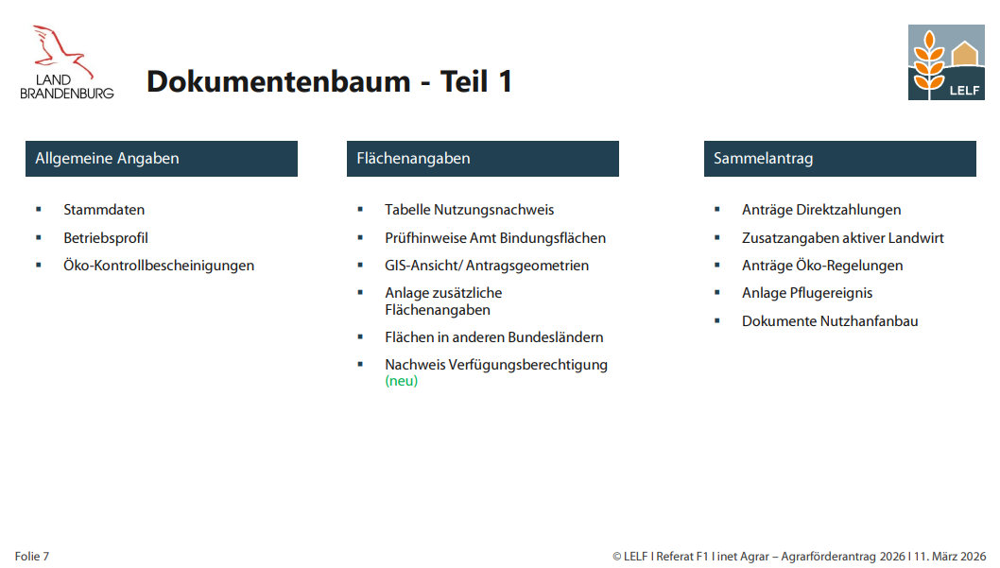 LAND
BRANDENBURG
Dokumentenbaum - Teil 1
LELF
Allgemeine Angaben
▪ Stammdaten
▪ Betriebsprofil
▪ Öko-Kontrollbescheinigungen
Flächenangaben
▪ Tabelle Nutzungsnachweis
▪ Prüfhinweise Amt Bindungsflächen
▪ GIS-Ansicht/ Antragsgeometrien
▪ Anlage zusätzliche
Flächenangaben
▪ Flächen in anderen Bundesländern
▪ Nachweis Verfügungsberechtigung
(neu)
Sammelantrag
▪ Anträge Direktzahlungen
▪ Zusatzangaben aktiver Landwirt
▪ Anträge Öko-Regelungen
▪ Anlage Pflugereignis
▪ Dokumente Nutzhanfanbau
Folie 7
© LELF I Referat F1 I inet Agrar – Agrarförderantrag 2026 I 11. März 2026